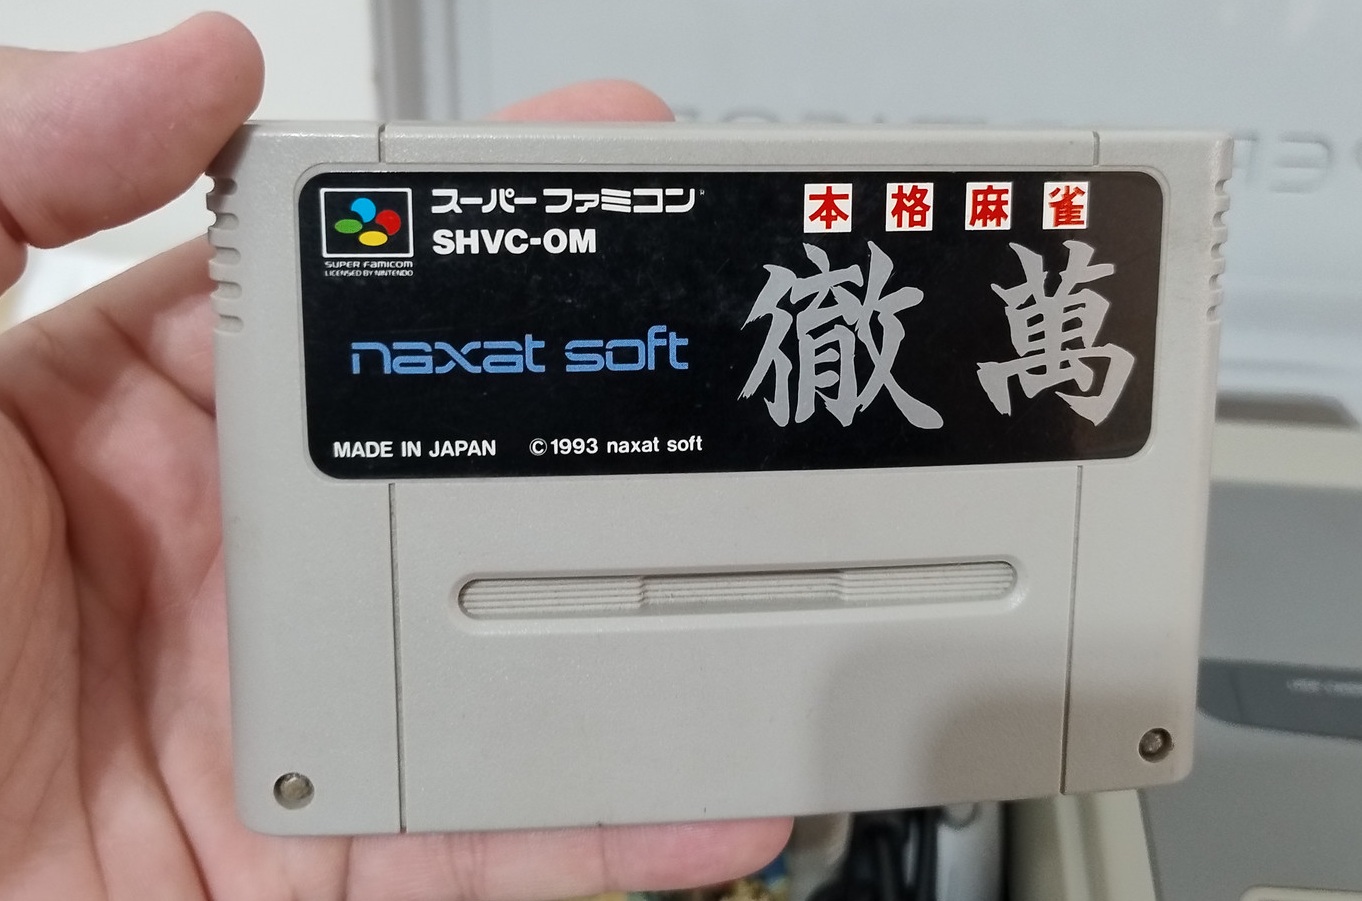 スーパーファミコン
SHVC-OM
SUPER FAMICOM
LICENSED BY NINTENDO
本格麻雀
徹萬
naxat soft
MADE IN JAPAN ©1993 naxat soft